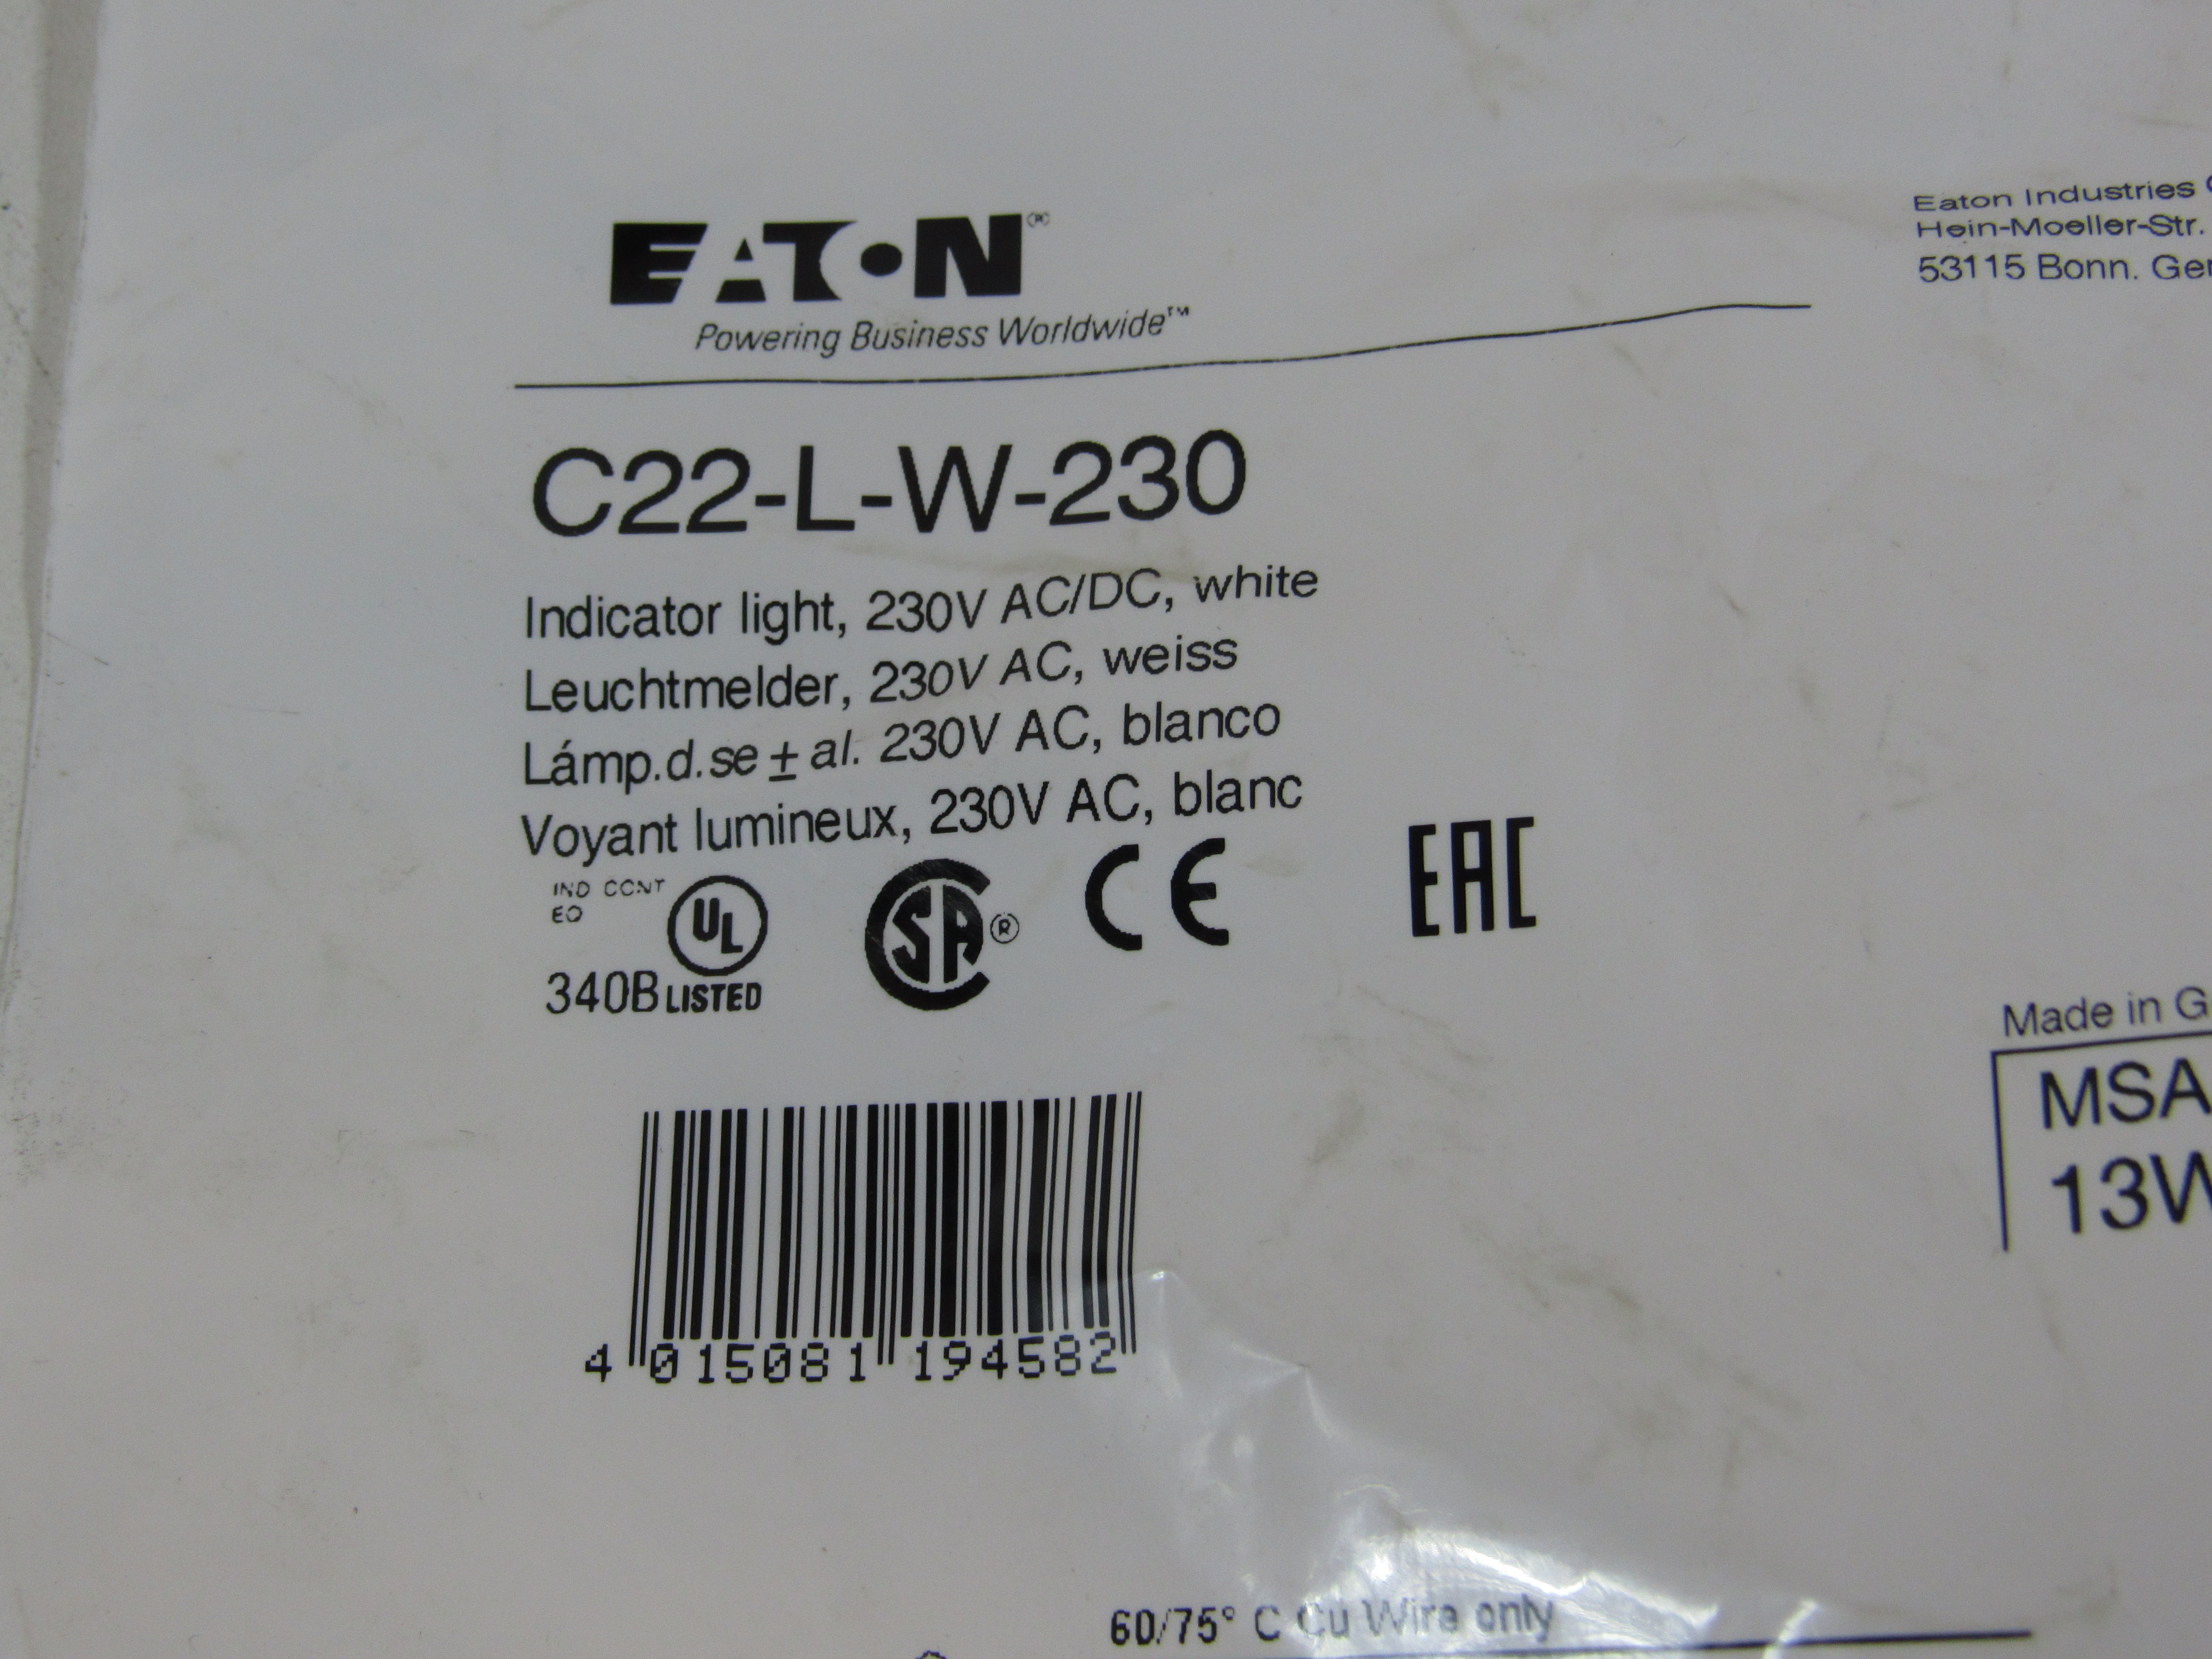 EATON®
Powering Business Worldwide™
Eaton Industries
Hein-Moeller-Str.
53115 Bonn. Ger
C22-L-W-230
Indicator light, 230V AC/DC, white
Leuchtmelder, 230V AC, weiss
Lámp.d.se±al. 230V AC, blanco
Voyant lumineux, 230V AC, blanc
IND CONT
EQ
UL
340B LISTED
CSA®
CE
EAC
Made in G
MSA
13W
4 015081 194582
60/75° C Cu Wire only